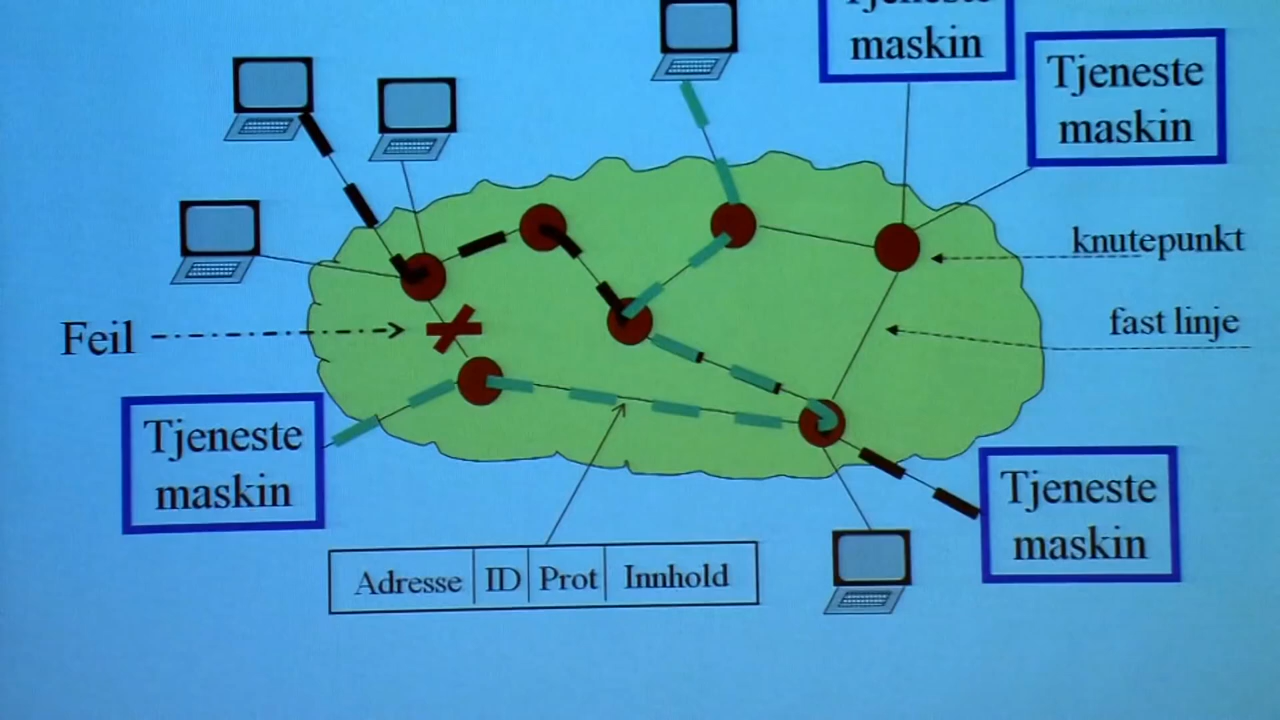 Tjeneste
maskin
Tjeneste
maskin
knutepunkt
fast linje
Feil
Tjeneste
maskin
Tjeneste
maskin
Adresse ID Prot Innhold